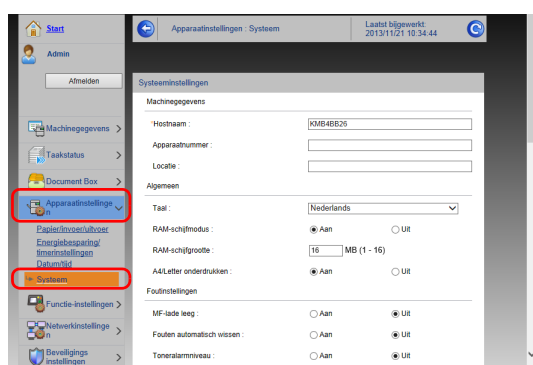 Start
Apparaatinstellingen : Systeem
Laatst bijgewerkt:
2013/11/21 10:34:44
Admin
Afmelden
Machinegegevens
Taakstatus
Document Box
Apparaatinstellinge
n
Papier/invoer/uitvoer
Energiebesparing/
timerinstellingen
Datum/tijd
Systeem
Functie-instellingen
Netwerkinstellinge
n
Beveiligings
instellingen
Systeeminstellingen
Machinegegevens
*Hostnaam : KMB4BB26
Apparaatnummer :
Locatie :
Algemeen
Taal : Nederlands
RAM-schijfmodus : Aan Uit
RAM-schijfgrootte : 16 MB (1 - 16)
A4/Letter onderdrukken : Aan Uit
Foutinstellingen
MF-lade leeg : Aan Uit
Fouten automatisch wissen : Aan Uit
Toneralarmniveau : Aan Uit